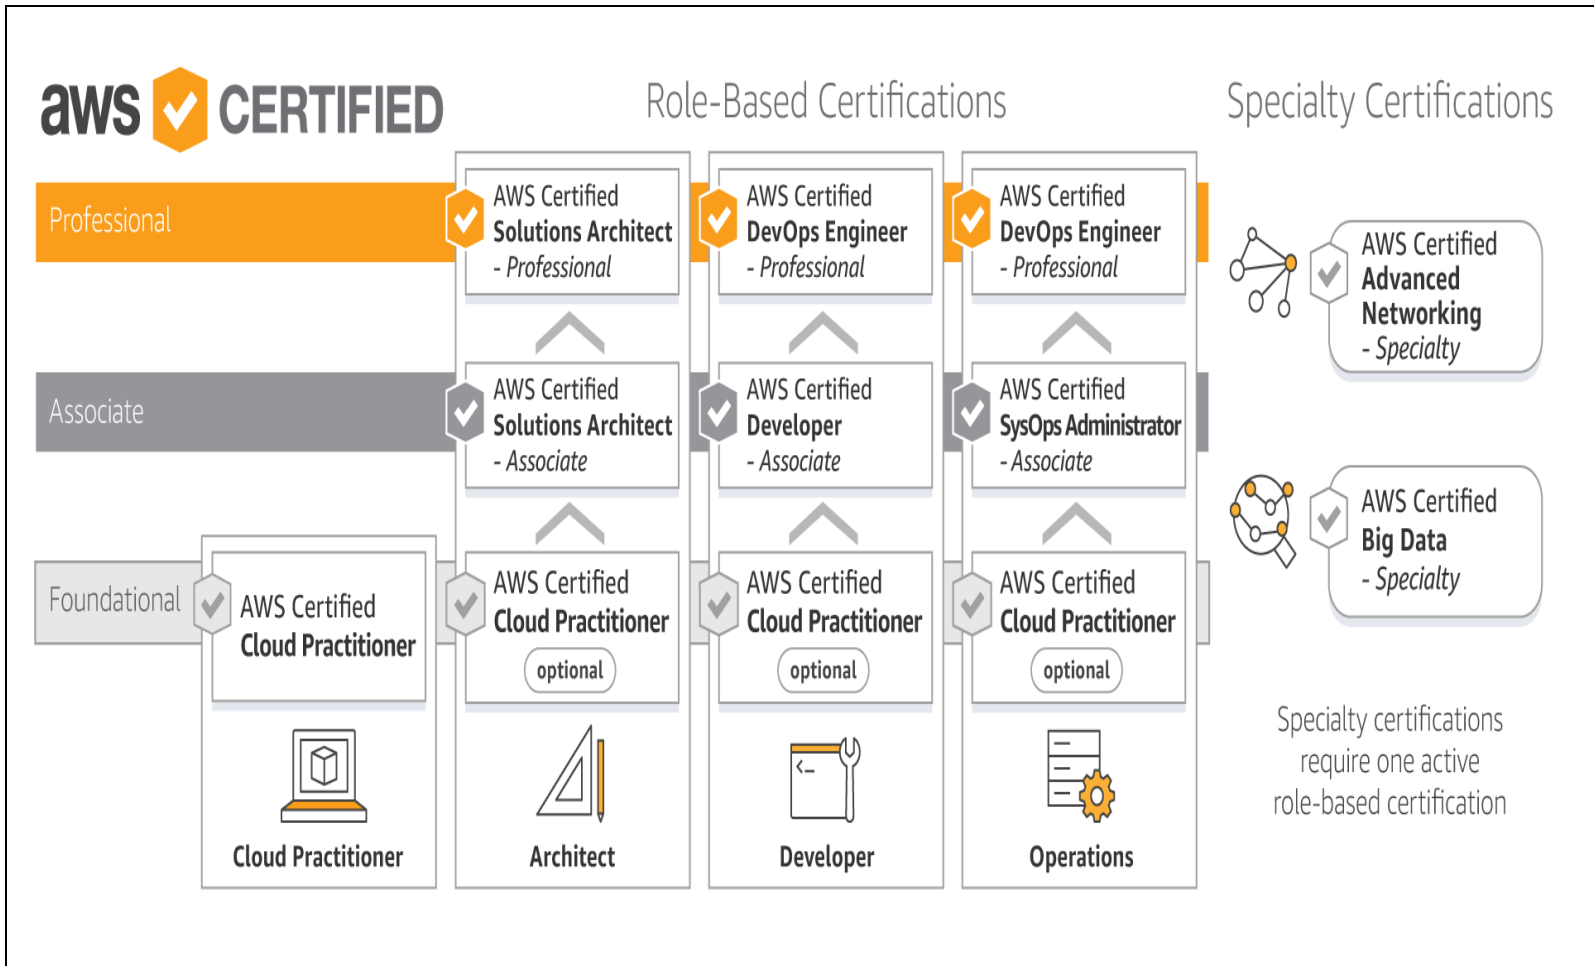 aws CERTIFIED
Role-Based Certifications
Specialty Certifications
Professional
AWS Certified
Solutions Architect
- Professional
AWS Certified
DevOps Engineer
- Professional
AWS Certified
DevOps Engineer
- Professional
Associate
AWS Certified
Solutions Architect
- Associate
AWS Certified
Developer
- Associate
AWS Certified
SysOps Administrator
- Associate
Foundational
AWS Certified
Cloud Practitioner
AWS Certified
Cloud Practitioner
optional
AWS Certified
Cloud Practitioner
optional
AWS Certified
Cloud Practitioner
optional
Cloud Practitioner
Architect
Developer
Operations
AWS Certified
Advanced
Networking
- Specialty
AWS Certified
Big Data
- Specialty
Specialty certifications
require one active
role-based certification